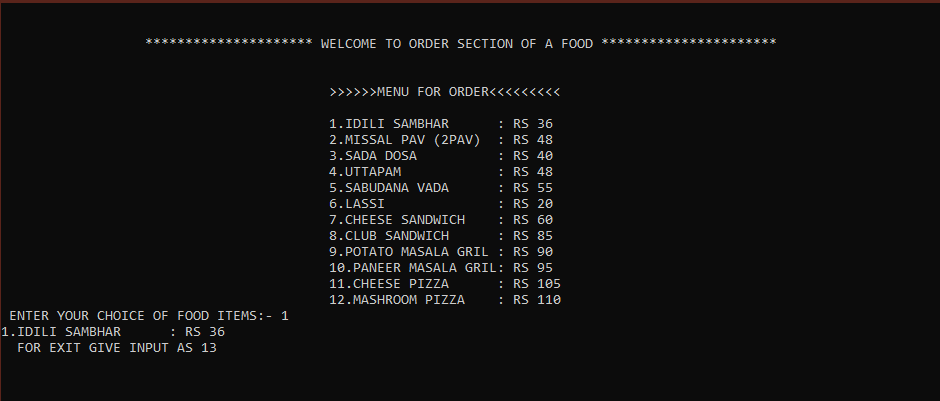 ********************* WELCOME TO ORDER SECTION OF A FOOD **********************
>>>>>>MENU FOR ORDER<<<<<<<<<
1.IDILI SAMBHAR      : RS 36
2.MISSAL PAV (2PAV)  : RS 48
3.SADA DOSA          : RS 40
4.UTTAPAM            : RS 48
5.SABUDANA VADA      : RS 55
6.LASSI              : RS 20
7.CHEESE SANDWICH    : RS 60
8.CLUB SANDWICH      : RS 85
9.POTATO MASALA GRIL : RS 90
10.PANEER MASALA GRIL: RS 95
11.CHEESE PIZZA      : RS 105
12.MASHROOM PIZZA    : RS 110
ENTER YOUR CHOICE OF FOOD ITEMS:- 1
1.IDILI SAMBHAR      : RS 36
FOR EXIT GIVE INPUT AS 13